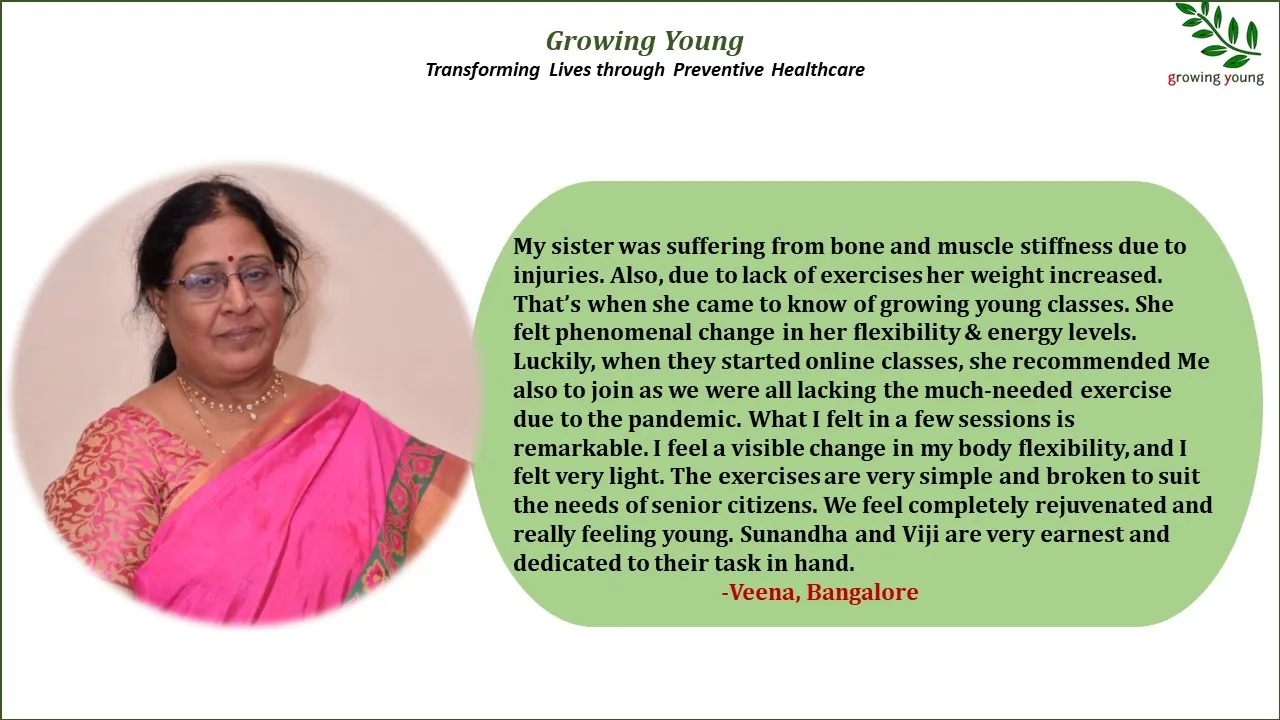 Growing Young
Transforming Lives through Preventive Healthcare
growing young
My sister was suffering from bone and muscle stiffness due to
injuries. Also, due to lack of exercises her weight increased.
That’s when she came to know of growing young classes. She
felt phenomenal change in her flexibility & energy levels.
Luckily, when they started online classes, she recommended Me
also to join as we were all lacking the much-needed exercise
due to the pandemic. What I felt in a few sessions is
remarkable. I feel a visible change in my body flexibility, and I
felt very light. The exercises are very simple and broken to suit
the needs of senior citizens. We feel completely rejuvenated and
really feeling young. Sunandha and Viji are very earnest and
dedicated to their task in hand.
-Veena, Bangalore